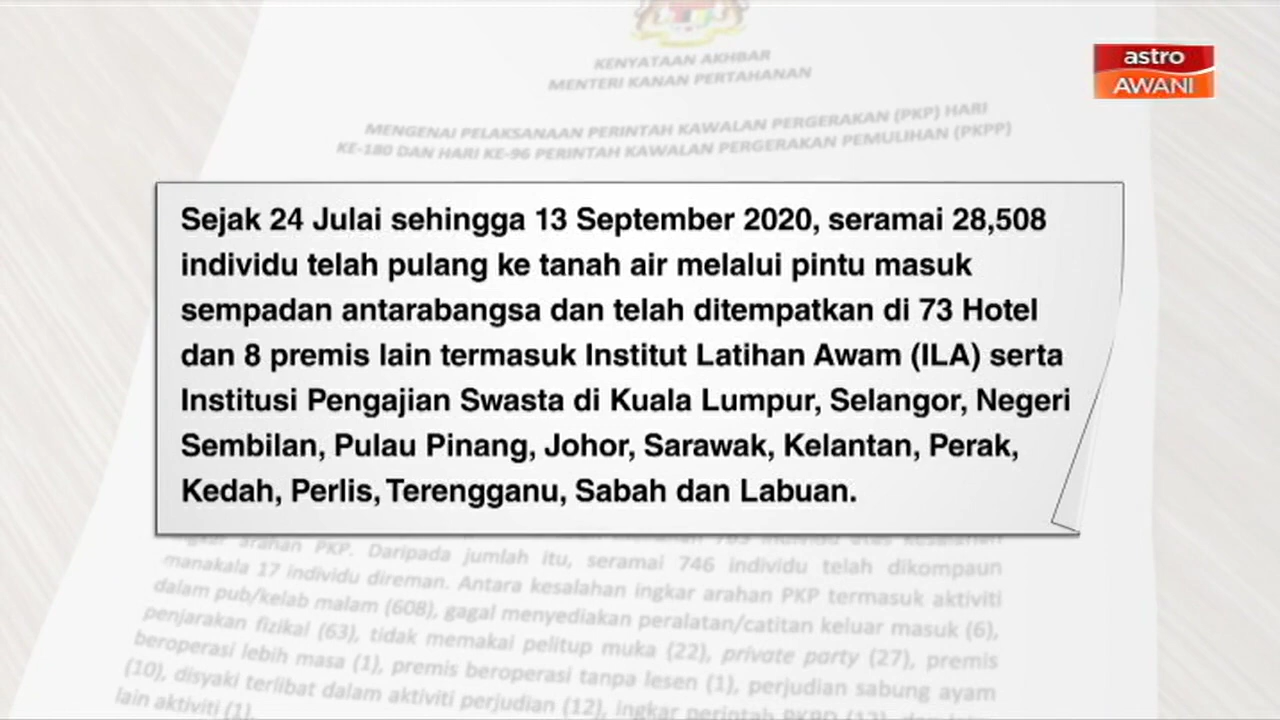 astro
AWANI
KENYATAAN AKHBAR
MENTERI KANAN PERTAHANAN
MENGENAI PELAKSANAAN PERINTAH KAWALAN PERGERAKAN (PKP) HARI
KE-180 DAN HARI KE-96 PERINTAH KAWALAN PERGERAKAN PEMULIHAN (PKPP)
Sejak 24 Julai sehingga 13 September 2020, seramai 28,508
individu telah pulang ke tanah air melalui pintu masuk
sempadan antarabangsa dan telah ditempatkan di 73 Hotel
dan 8 premis lain termasuk Institut Latihan Awam (ILA) serta
Institusi Pengajian Swasta di Kuala Lumpur, Selangor, Negeri
Sembilan, Pulau Pinang, Johor, Sarawak, Kelantan, Perak,
Kedah, Perlis, Terengganu, Sabah dan Labuan.
arahan PKP. Daripada jumlah itu, seramai 746 individu telah dikompaun
manakala 17 individu direman. Antara kesalahan ingkar arahan PKP termasuk aktiviti
dalam pub/kelab malam (608), gagal menyediakan peralatan/catitan keluar masuk (6),
penjarakan fizikal (63), tidak memakai pelitup muka (22), private party (27), premis
beroperasi lebih masa (1), premis beroperasi tanpa lesen (1), perjudian sabung ayam
(10), disyaki terlibat dalam aktiviti perjudian (12), ingkar perintah
lain aktiviti (1).